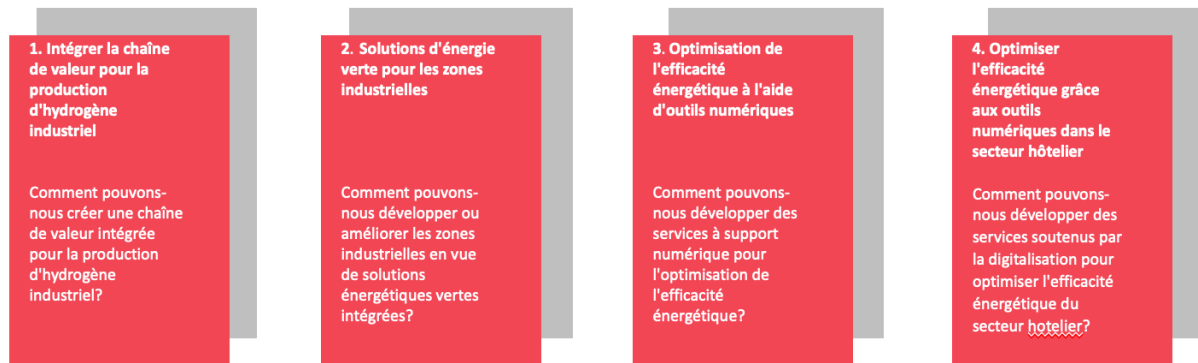 1. Intégrer la chaîne
de valeur pour la
production
d'hydrogène
industriel
Comment pouvons-
nous créer une chaîne
de valeur intégrée
pour la production
d'hydrogène
industriel?
2. Solutions d'énergie
verte pour les zones
industrielles
Comment pouvons-
nous développer ou
améliorer les zones
industrielles en vue
de solutions
énergétiques vertes
intégrées?
3. Optimisation de
l'efficacité
énergétique à l'aide
d'outils numériques
Comment pouvons-
nous développer des
services à support
numérique pour
l'optimisation de
l'efficacité
énergétique?
4. Optimiser
l'efficacité
énergétique grâce
aux outils
numériques dans le
secteur hôtelier
Comment pouvons-
nous développer des
services soutenus par
la digitalisation pour
optimiser l'efficacité
énergétique du
secteur hotelier?